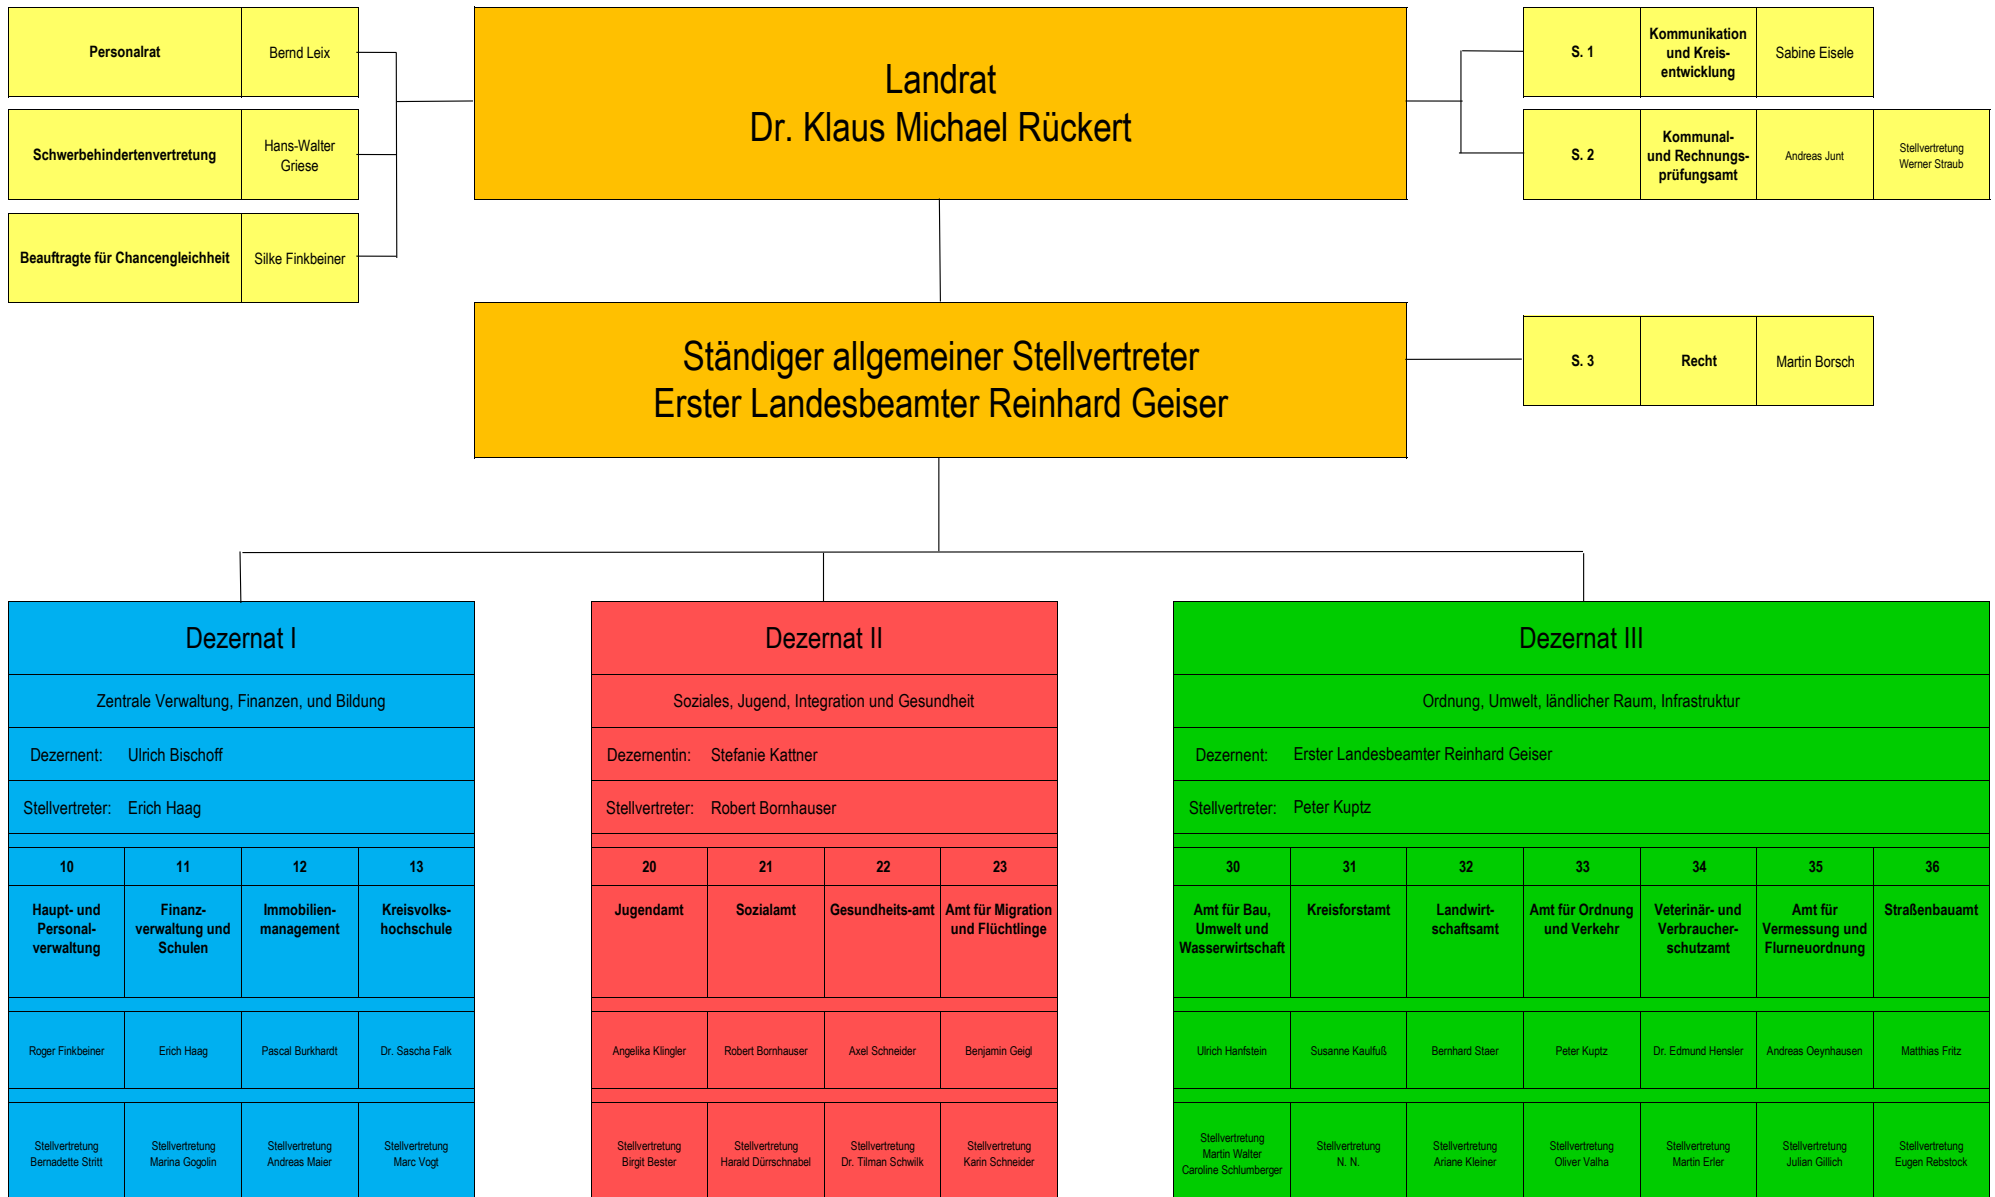 Personalrat
Bernd Leix
Schwerbehindertenvertretung
Hans-Walter
Griese
Beauftragte für Chancengleichheit
Silke Finkbeiner
Landrat
Dr. Klaus Michael Rückert
S. 1
Kommunikation
und Kreis-
entwicklung
Sabine Eisele
S. 2
Kommunal-
und Rechnungs-
prüfungsamt
Andreas Junt
Stellvertretung
Werner Straub
Ständiger allgemeiner Stellvertreter
Erster Landesbeamter Reinhard Geiser
S. 3
Recht
Martin Borsch
Dezernat I
Zentrale Verwaltung, Finanzen, und Bildung
Dezernent: Ulrich Bischoff
Stellvertreter: Erich Haag
10
11
12
13
Haupt- und
Personal-
verwaltung
Finanz-
verwaltung und
Schulen
Immobilien-
management
Kreisvolks-
hochschule
Roger Finkbeiner
Erich Haag
Pascal Burkhardt
Dr. Sascha Falk
Stellvertretung
Bernadette Stritt
Stellvertretung
Marina Gogolin
Stellvertretung
Andreas Maier
Stellvertretung
Marc Vogt
Dezernat II
Soziales, Jugend, Integration und Gesundheit
Dezernentin: Stefanie Kattner
Stellvertreter: Robert Bornhauser
20
21
22
23
Jugendamt
Sozialamt
Gesundheits-amt
Amt für Migration
und Flüchtlinge
Angelika Klingler
Robert Bornhauser
Axel Schneider
Benjamin Geigl
Stellvertretung
Birgit Bester
Stellvertretung
Harald Dürrschnabel
Stellvertretung
Dr. Tilman Schwilk
Stellvertretung
Karin Schneider
Dezernat III
Ordnung, Umwelt, ländlicher Raum, Infrastruktur
Dezernent: Erster Landesbeamter Reinhard Geiser
Stellvertreter: Peter Kuptz
30
31
32
33
34
35
36
Amt für Bau,
Umwelt und
Wasserwirtschaft
Kreisforstamt
Landwirt-
schaftsamt
Amt für Ordnung
und Verkehr
Veterinär- und
Verbraucher-
schutzamt
Amt für
Vermessung und
Flurneuordnung
Straßenbauamt
Ulrich Hanfstein
Susanne Kaulfuß
Bernhard Staer
Peter Kuptz
Dr. Edmund Hensler
Andreas Oeynhausen
Matthias Fritz
Stellvertretung
Martin Walter
Caroline Schlumberger
Stellvertretung
N. N.
Stellvertretung
Ariane Kleiner
Stellvertretung
Oliver Valha
Stellvertretung
Martin Erler
Stellvertretung
Julian Gillich
Stellvertretung
Eugen Rebstock